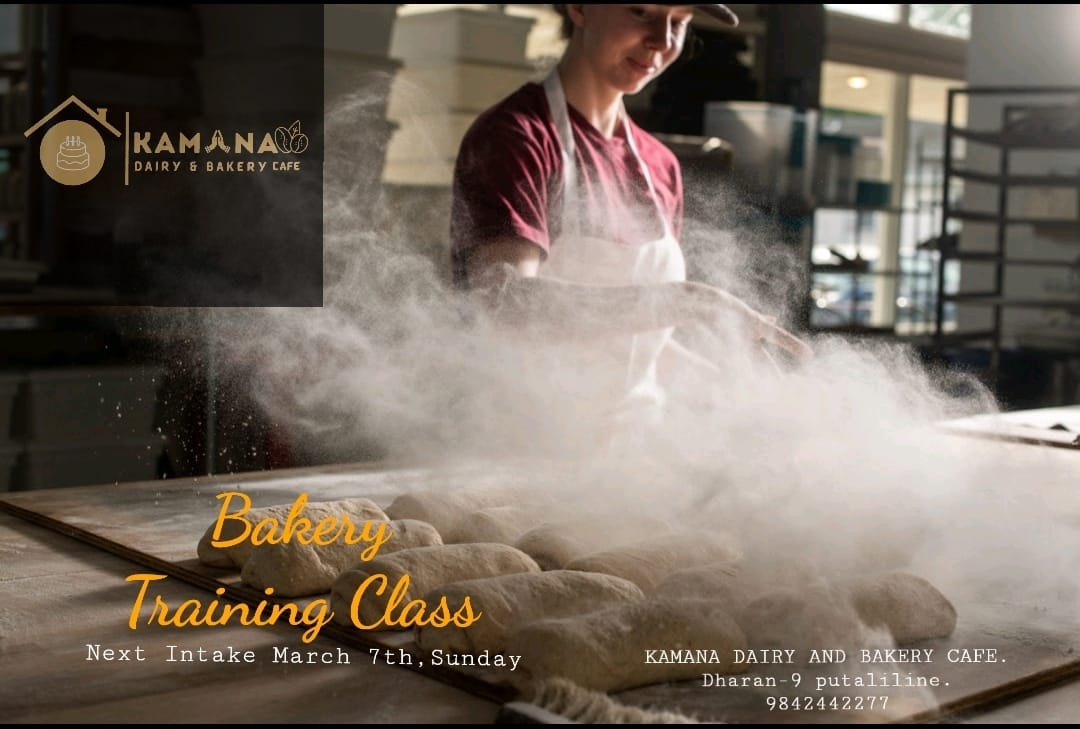 KAMANA
DAIRY & BAKERY CAFE
Bakery
Training Class
Next Intake March 7th,Sunday
KAMANA DAIRY AND BAKERY CAFE.
Dharan-9 putaliline.
9842442277